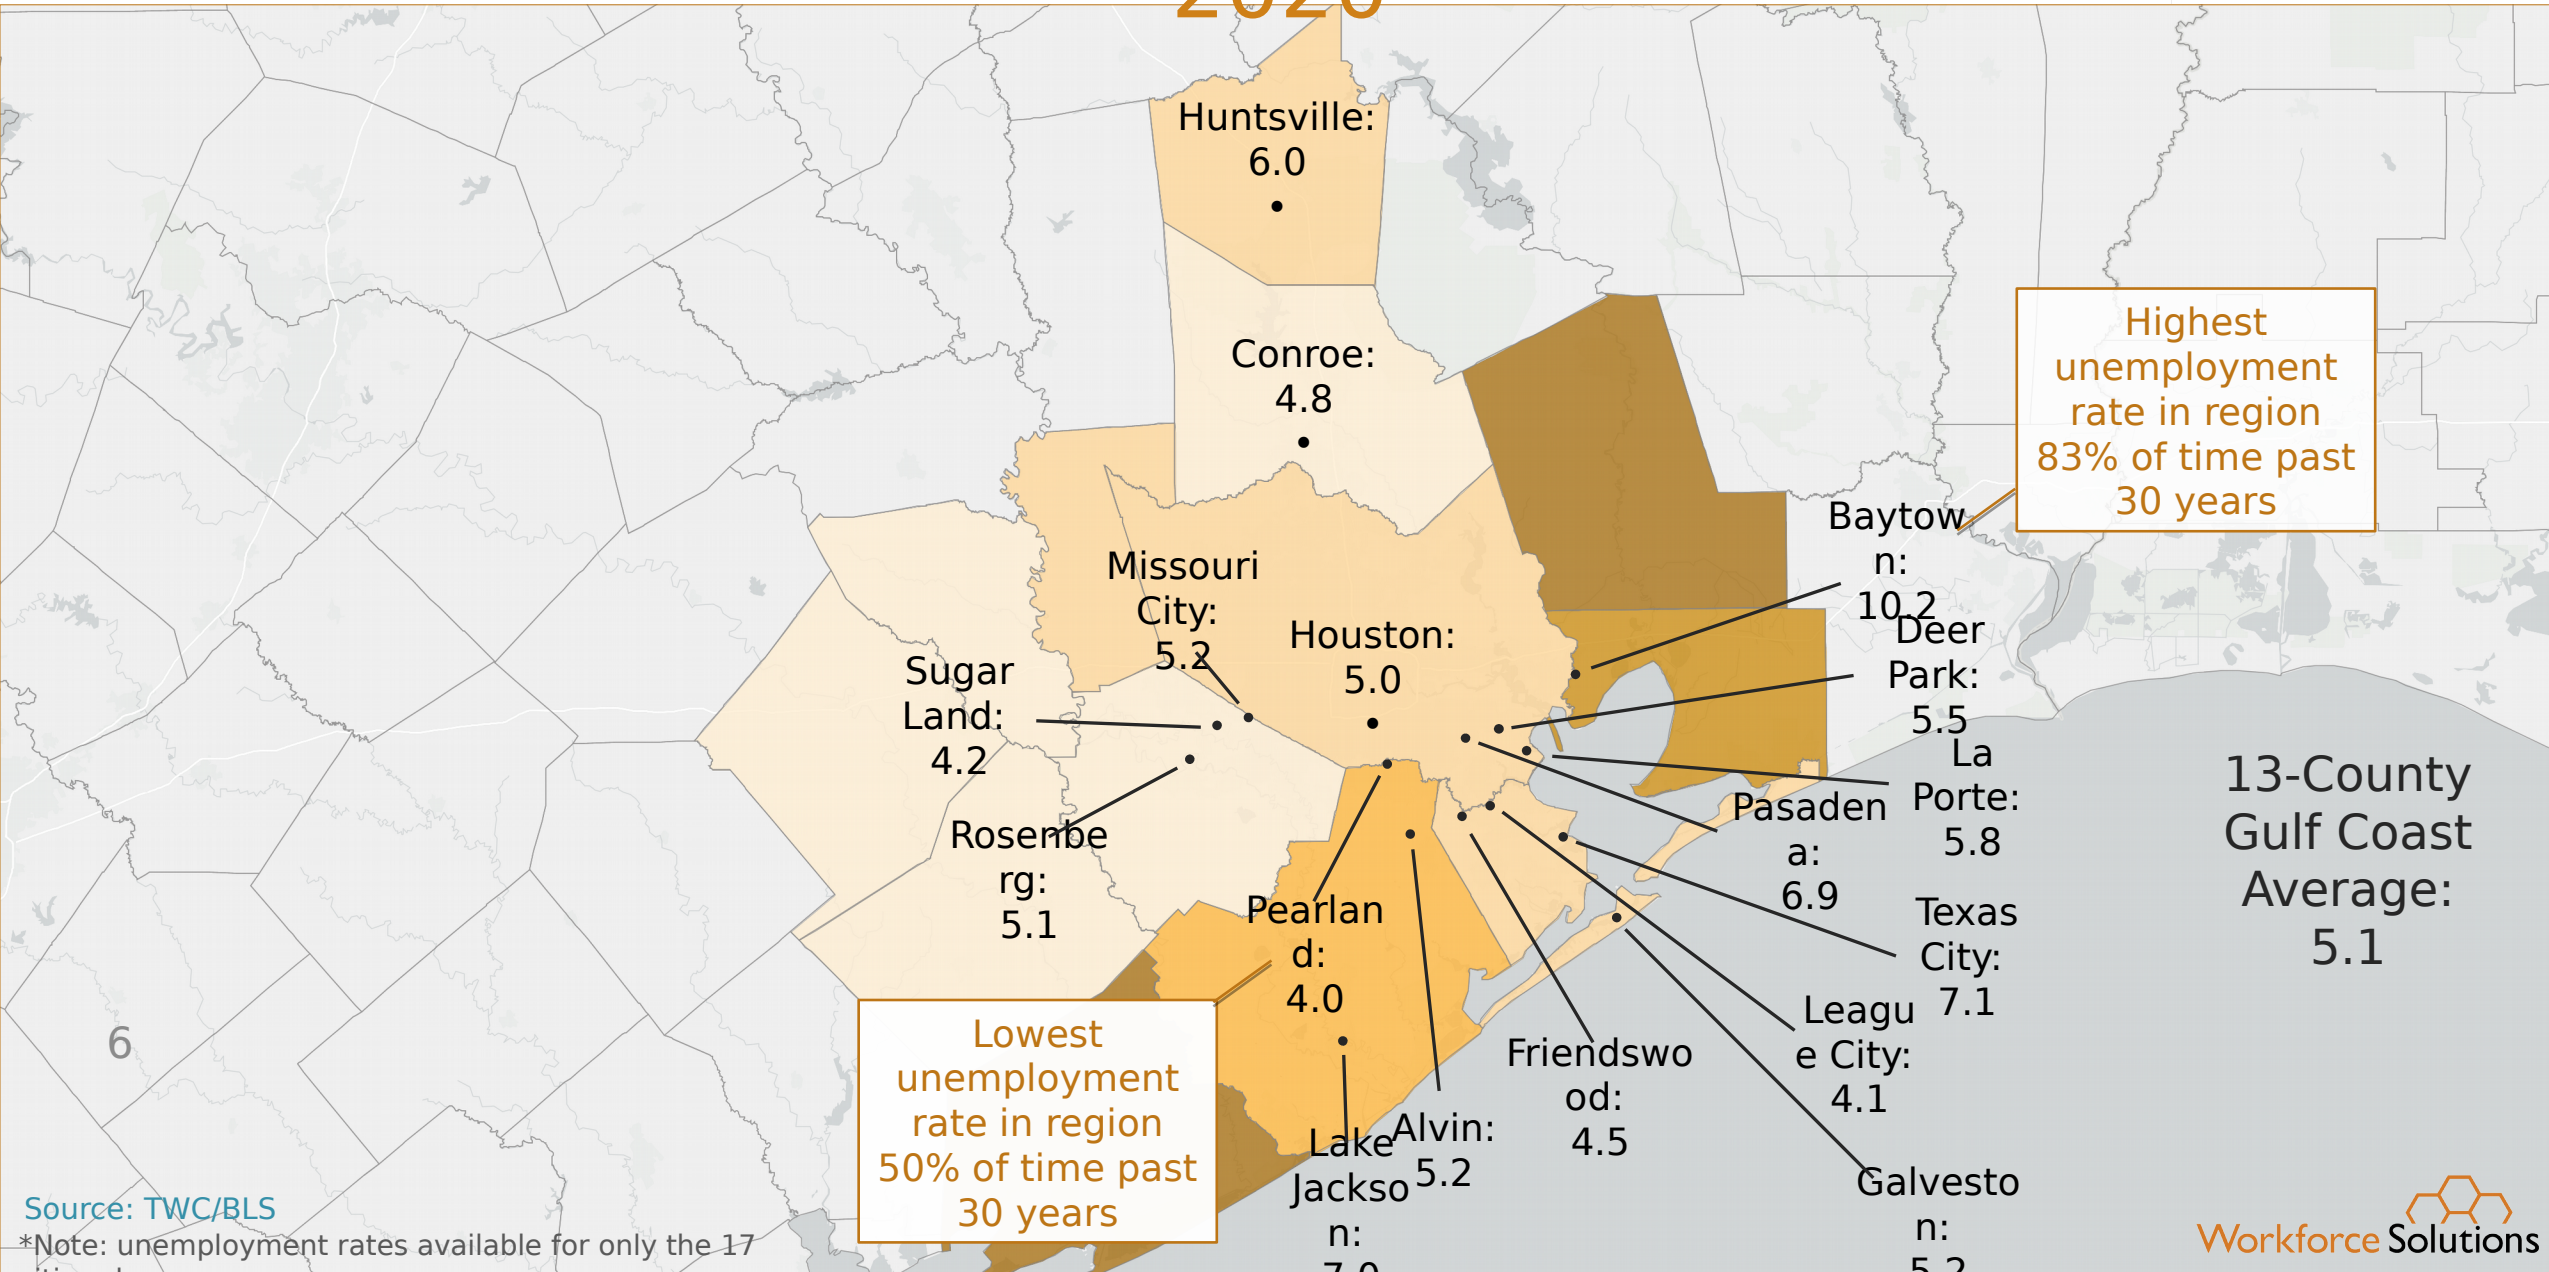 2020
Huntsville:
6.0
Conroe:
4.8
Highest
unemployment
rate in region
83% of time past
30 years
Baytow
n:
10.2
Missouri
City:
5.2
Houston:
5.0
Deer
Park:
5.5
Sugar
Land:
4.2
La
Porte:
5.8
Pasaden
a:
6.9
Rosenbe
rg:
5.1
13-County
Gulf Coast
Average:
5.1
Pearlan
d:
4.0
Texas
City:
7.1
Leagu
e City:
4.1
Friendswo
od:
4.5
6
Lowest
unemployment
rate in region
50% of time past
30 years
Alvin:
5.2
Lake
Jackso
n:
7.0
Galvesto
n:
5.2
Source: TWC/BLS
*Note: unemployment rates available for only the 17
Workforce Solutions